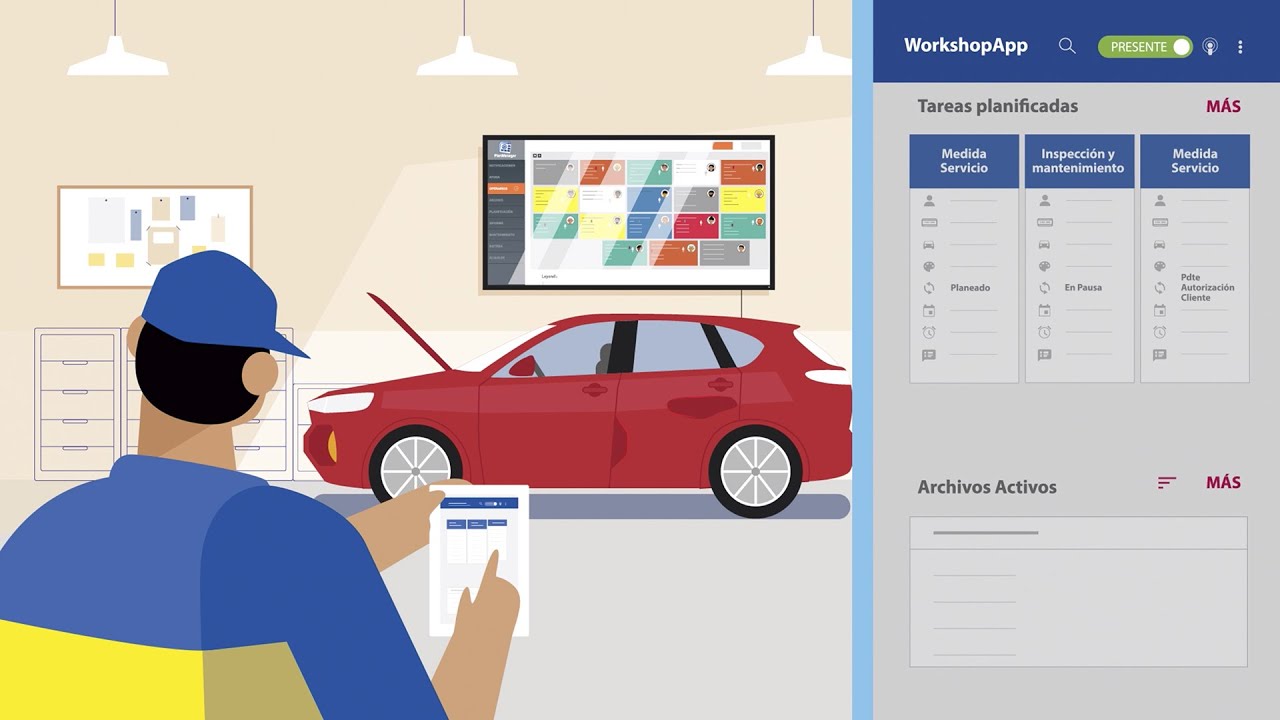 WorkshopApp
PRESENTE
Tareas planificadas
MÁS
Medida
Servicio
Inspección y
mantenimiento
Medida
Servicio
Planeado
En Pausa
Pdte
Autorización
Cliente
Archivos Activos
MÁS
PlanManager